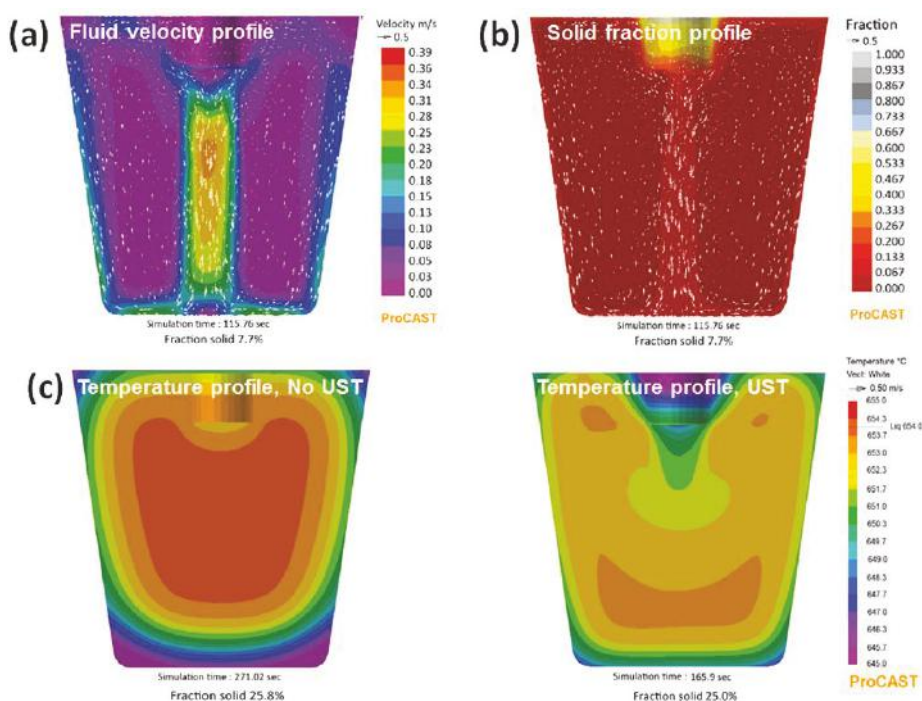 (a)
Fluid velocity profile
Velocity m/s
0.5
0.39
0.36
0.34
0.31
0.28
0.25
0.23
0.20
0.18
0.15
0.13
0.10
0.08
0.05
0.03
0.00
ProCAST
Simulation time : 115.76 sec
Fraction solid 7.7%
(b)
Solid fraction profile
Fraction
0.5
1.000
0.933
0.867
0.800
0.733
0.667
0.600
0.533
0.467
0.400
0.333
0.267
0.200
0.133
0.067
0.000
ProCAST
Simulation time : 115.76 sec
Fraction solid 7.7%
(c)
Temperature profile, No UST
Simulation time : 271.02 sec
Fraction solid 25.8%
Temperature profile, UST
Simulation time : 165.9 sec
Fraction solid 25.0%
Temperature °C
Vect: White
0.50 m/s
655.0
654.3
Liq 654.0
653.7
653.0
652.3
651.7
651.0
650.3
649.7
649.0
648.3
647.7
647.0
646.3
645.7
645.0
ProCAST